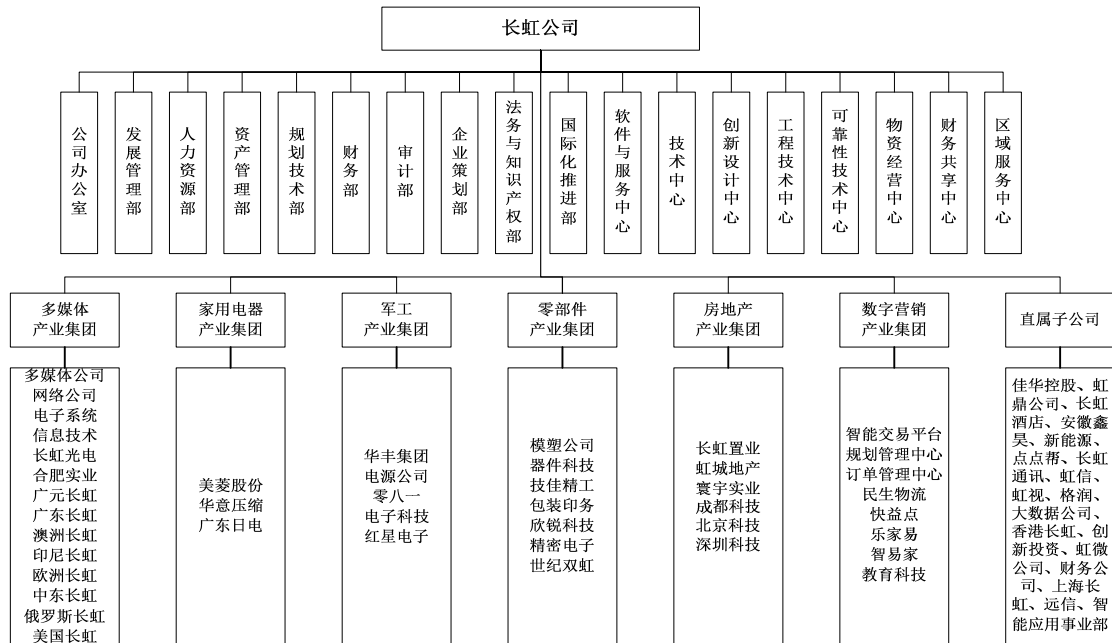 长虹公司
公司办公室
发展管理部
人力资源部
资产管理部
规划技术部
财务部
审计部
企业策划部
法务与知识产权部
国际化推进部
软件与服务中心
技术中心
创新设计中心
工程技术中心
可靠性技术中心
物资经营中心
财务共享中心
区域服务中心
多媒体
产业集团
家用电器
产业集团
军工
产业集团
零部件
产业集团
房地产
产业集团
数字营销
产业集团
直属子公司
多媒体公司
网络公司
电子系统
信息技术
长虹光电
合肥实业
广元长虹
广东长虹
澳洲长虹
印尼长虹
欧洲长虹
中东长虹
俄罗斯长虹
美国长虹
美菱股份
华意压缩
广东日电
华丰集团
电源公司
零八一
电子科技
红星电子
模塑公司
器件科技
技佳精工
包装印务
欣锐科技
精密电子
世纪双虹
长虹置业
虹城地产
寰宇实业
成都科技
北京科技
深圳科技
智能交易平台
规划管理中心
订单管理中心
民生物流
快益点
乐家易
智易家
教育科技
佳华控股、虹
鼎公司、长虹
酒店、安徽鑫
昊、新能源、
点点帮、长虹
通讯、虹信、
虹视、格润、
大数据公司、
香港长虹、创
新投资、虹微
公司、财务公
司、上海长
虹、远信、智
能应用事业部